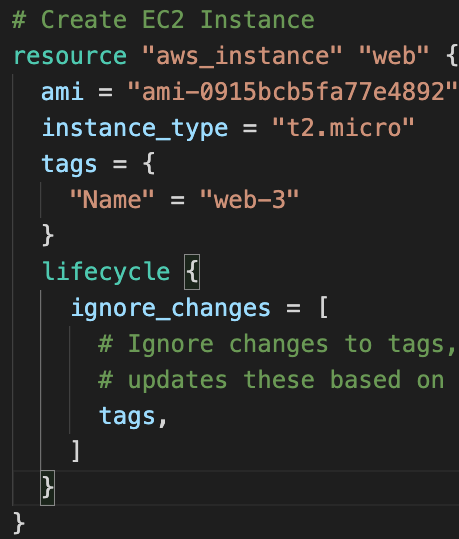 # Create EC2 Instance
resource "aws_instance" "web" {
  ami = "ami-0915bcb5fa77e4892"
  instance_type = "t2.micro"
  tags = {
    "Name" = "web-3"
  }
  lifecycle {
    ignore_changes = [
      # Ignore changes to tags,
      # updates these based on
      tags,
    ]
  }
}